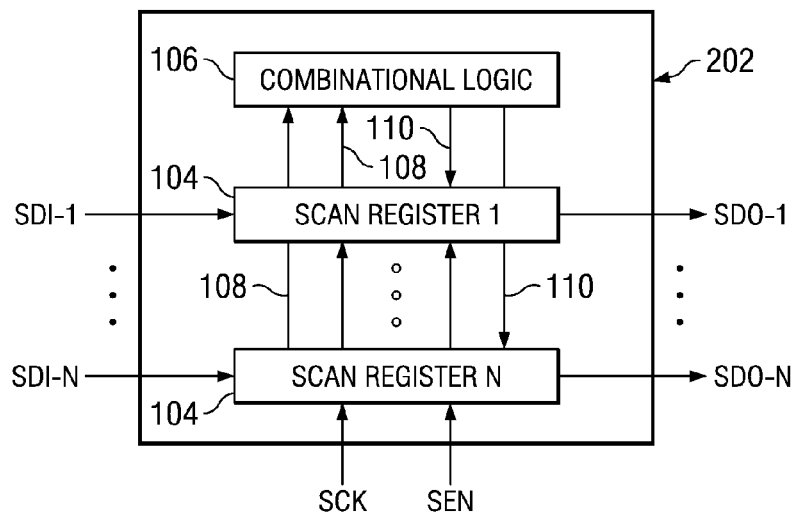 106
COMBINATIONAL LOGIC
202
110
108
104
SDI-1
SCAN REGISTER 1
SDO-1
108
110
SDI-N
SCAN REGISTER N
SDO-N
104
SCK
SEN